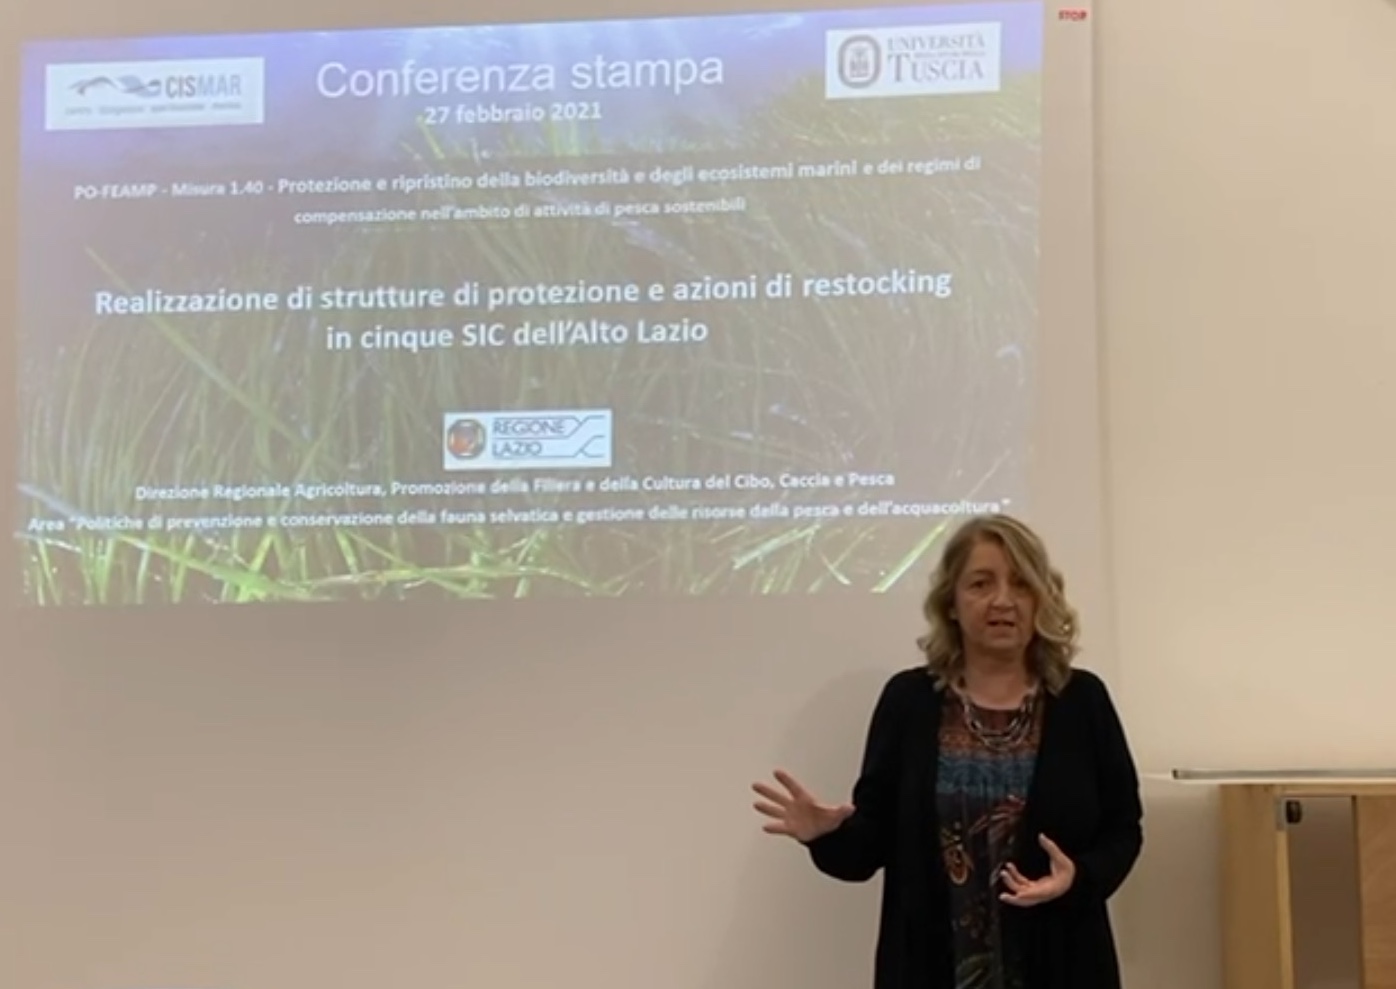 STOP
CISMAR
Conferenza stampa
27 febbraio 2021
UNIVERSITÀ
TUSCIA
PO-FEAMP - Misura 1.40 - Protezione e ripristino della biodiversità e degli ecosistemi marini e dei regimi di
compensazione nell'ambito di attività di pesca sostenibili
Realizzazione di strutture di protezione e azioni di restocking
in cinque SIC dell'Alto Lazio
REGIONE
LAZIO
Direzione Regionale Agricoltura, Promozione della Filiera e della Cultura del Cibo, Caccia e Pesca
Area "Politiche di prevenzione e conservazione della fauna selvatica e gestione delle risorse della pesca e dell'acquacoltura"